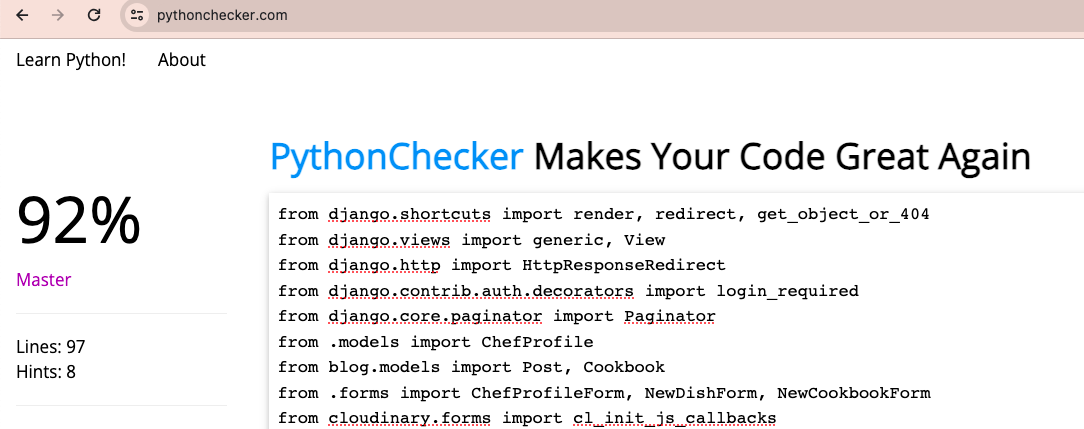 pythonchecker.com
Learn Python! About
PythonChecker Makes Your Code Great Again
92%
Master
Lines: 97
Hints: 8
from django.shortcuts import render, redirect, get_object_or_404
from django.views import generic, View
from django.http import HttpResponseRedirect
from django.contrib.auth.decorators import login_required
from django.core.paginator import Paginator
from .models import ChefProfile
from blog.models import Post, Cookbook
from .forms import ChefProfileForm, NewDishForm, NewCookbookForm
from cloudinary.forms import cl_init_js_callbacks